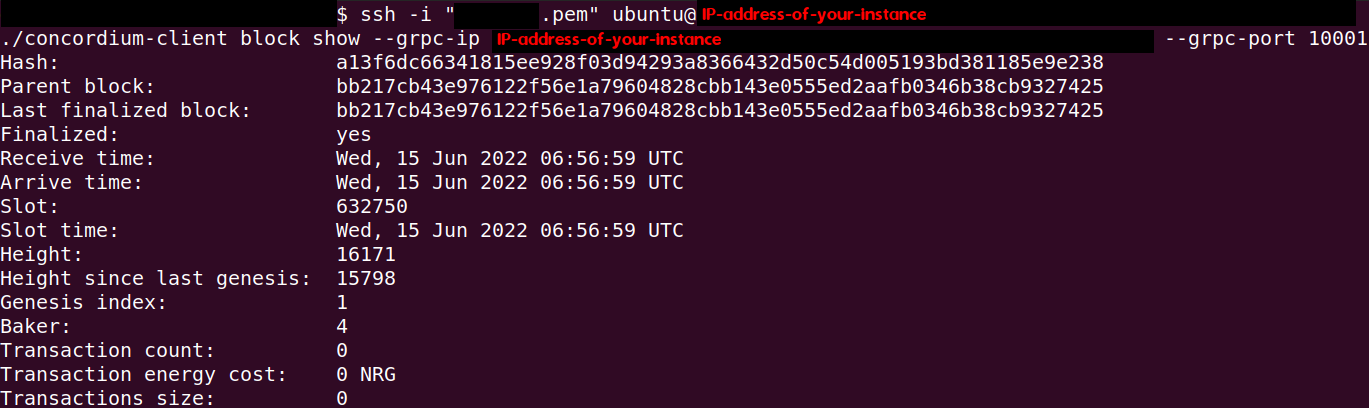 $ ssh -i " .pem" ubuntu@ IP-address-of-your-instance
./concordium-client block show --grpc-ip IP-address-of-your-instance --grpc-port 10001
Hash: a13f6dc66341815ee928f03d94293a8366432d50c54d005193bd381185e9e238
Parent block: bb217cb43e976122f56e1a79604828cbb143e0555ed2aafb0346b38cb9327425
Last finalized block: bb217cb43e976122f56e1a79604828cbb143e0555ed2aafb0346b38cb9327425
Finalized: yes
Receive time: Wed, 15 Jun 2022 06:56:59 UTC
Arrive time: Wed, 15 Jun 2022 06:56:59 UTC
Slot: 632750
Slot time: Wed, 15 Jun 2022 06:56:59 UTC
Height: 16171
Height since last genesis: 15798
Genesis index: 1
Baker: 4
Transaction count: 0
Transaction energy cost: 0 NRG
Transactions size: 0